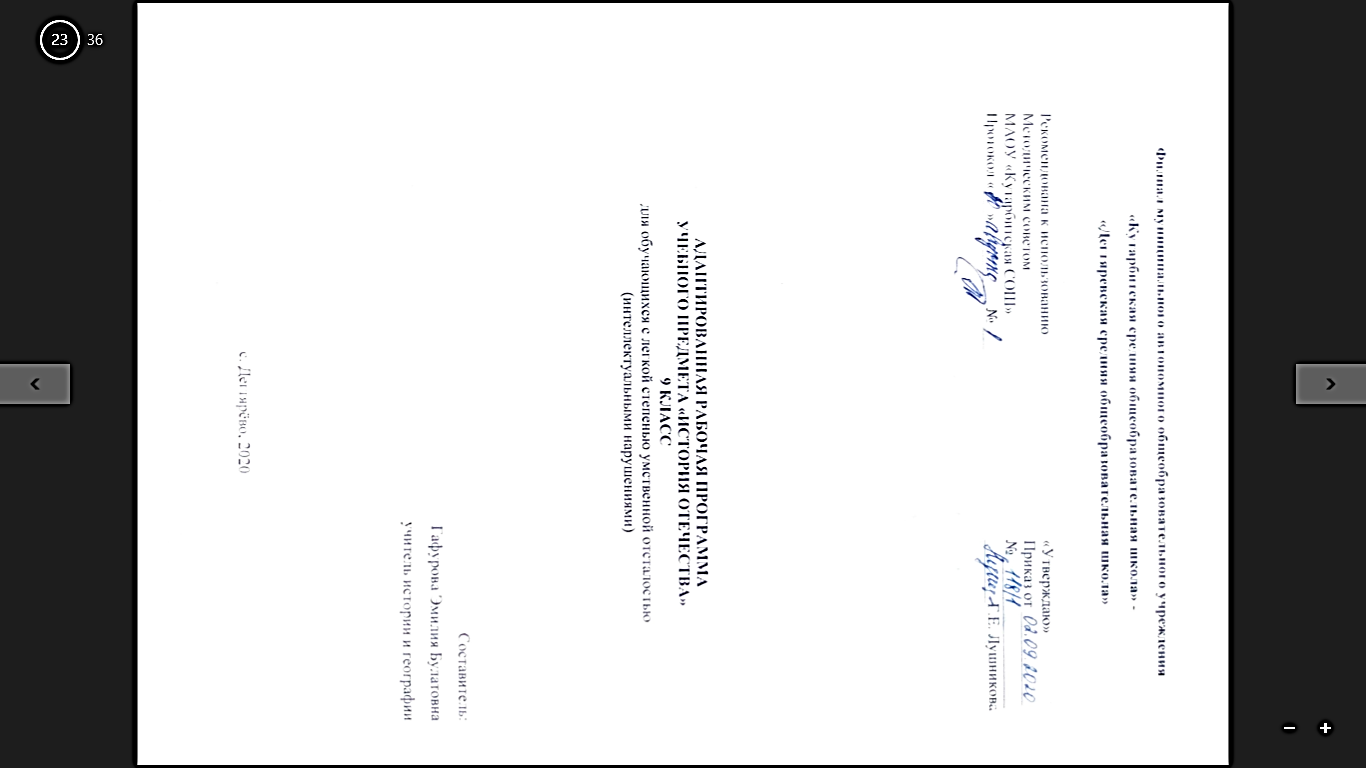 23 36
Филиал муниципального автономного общеобразовательного учреждения
«Кутарбитская средняя общеобразовательная школа» -
«Дегтяревская средняя общеобразовательная школа»
Рекомендована к использованию
Методическим советом
МАОУ «Кутарбитская СОШ»
Протокол « » № 1
«Утверждаю»
Приказ от 02.09.2020
№ 118/1
Г.Е. Лушникова
АДАПТИРОВАННАЯ РАБОЧАЯ ПРОГРАММА
УЧЕБНОГО ПРЕДМЕТА «ИСТОРИЯ ОТЕЧЕСТВА»
9 КЛАСС
для обучающихся с легкой степенью умственной отсталостью
(интеллектуальными нарушениями)
Составитель:
Гафурова Эмилия Булатовна
учитель истории и географии
с. Дегтярёво, 2020